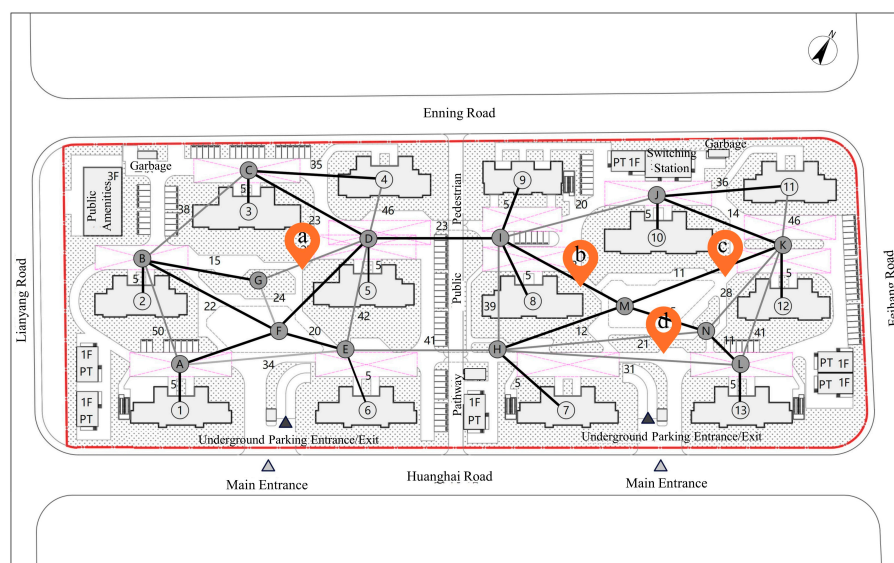 N
Enning Road
Garbage
Garbage
Switching
Station
PT 1F
3F
Public
Amenities
C
35
4
9
J
36
11
5
3
38
23
46
5
20
5
10
14
46
Pedestrian
a
D
23
I
b
c
K
B
15
G
5
11
5
2
5
22
24
F
42
5
8
39
M
28
12
Public
d
N
20
12
21
11
41
50
E
41
H
A
34
31
L
5
1
5
6
5
7
5
13
1F
PT
1F
PT
Pathway
1F
PT
PT 1F
PT 1F
Underground Parking Entrance/Exit
Underground Parking Entrance/Exit
Huanghai Road
Main Entrance
Main Entrance
Lianyang Road
Road